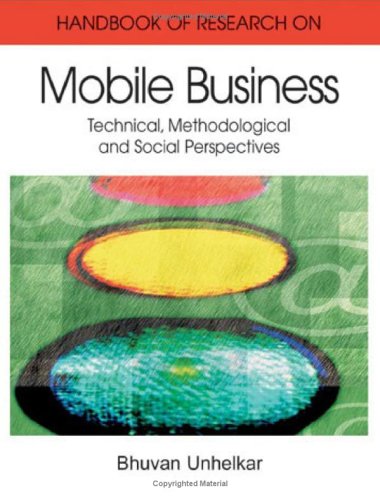 HANDBOOK OF RESEARCH ON
Mobile Business
Technical, Methodological
and Social Perspectives
@
@
Bhuvan Unhelkar
Copyrighted Material